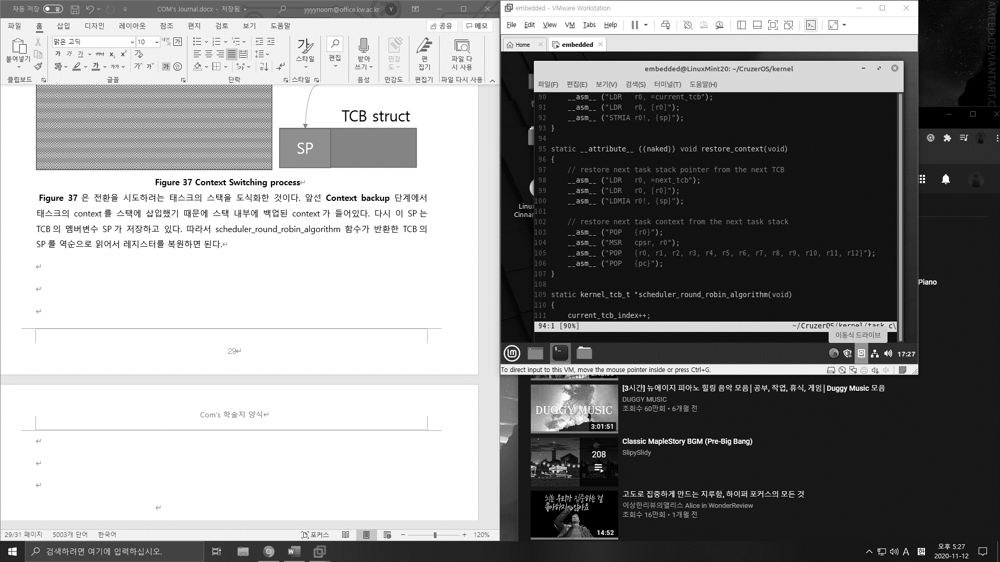 자동 저장
끔
COM's Journal.docx - 저장됨
yyyynoom@office.kw.ac.kr
Y
파일 홈 삽입 디자인 레이아웃 참조 편지 검토 보기 도움말
공유
메모
붙여넣기
맑은 고딕
10
스타일
편집
받아
쓰기
민감
도
편
집기
파일 다
시 사용
클립보드
글꼴
단락
스타일
음성
민감도
편집기
파일 다시 사용
TCB struct
SP
Figure 37 Context Switching process
Figure 37 은 전환을 시도하려는 태스크의 스택을 도식화한 것이다. 앞선 Context backup 단계에서
태스크의 context 를 스택에 삽입했기 때문에 스택 내부에 백업된 context 가 들어있다. 다시 이 SP 는
TCB 의 멤버변수 SP 가 저장하고 있다. 따라서 scheduler_round_robin_algorithm 함수가 반환한 TCB 의
SP 를 역순으로 읽어서 레지스터를 복원하면 된다.
29
Com's 학술지 양식
29/31 페이지 5003개 단어 한국어
포커스
120%
embedded - VMware Workstation
File Edit View VM Tabs Help
Home
embedded
embedded@LinuxMint20: ~/CruzerOS/kernel
파일(F) 편집(E) 보기(V) 검색(S) 터미널(T) 도움말(H)
90 __asm__ ("LDR r0, =current_tcb");
91 __asm__ ("LDR r0, [r0]");
92 __asm__ ("STMIA r0!, {sp}");
93 }
94
95 static __attribute__ ((naked)) void restore_context(void)
96 {
97 // restore next task stack pointer from the next TCB
98 __asm__ ("LDR r0, =next_tcb");
99 __asm__ ("LDR r0, [r0]");
100 __asm__ ("LDMIA r0!, {sp}");
101
102 // restore next task context from the next task stack
103 __asm__ ("POP {r0}");
104 __asm__ ("MSR cpsr, r0");
105 __asm__ ("POP {r0, r1, r2, r3, r4, r5, r6, r7, r8, r9, r10, r11, r12}");
106 __asm__ ("POP {pc}");
107 }
108
109 static kernel_tcb_t *scheduler_round_robin_algorithm(void)
110 {
111 current_tcb_index++;
94:1 [90%]
~/CruzerOS/kernel/task.c\
이동식 드라이브
Linu
Cinnar
17:27
To direct input to this VM, move the mouse pointer inside or press Ctrl+G.
AMEED.DEVIANTART.C
Piano
DUGGY MUSIC
3:01:51
[3시간] 뉴에이지 피아노 힐링 음악 모음 | 공부, 작업, 휴식, 게임 | Duggy Music 모음
DUGGY MUSIC
조회수 60만회 • 6개월 전
208
Classic MapleStory BGM (Pre-Big Bang)
SlipySlidy
뇌는 우리가 집중하는 걸
좋아하지 않아요
14:52
고도로 집중하게 만드는 지루함, 하이퍼 포커스의 모든 것
이상한리뷰의앨리스 Alice in WonderReview
조회수 16만회 • 1개월 전
검색하려면 여기에 입력하십시오.
A
한
오후 5:27
2020-11-12